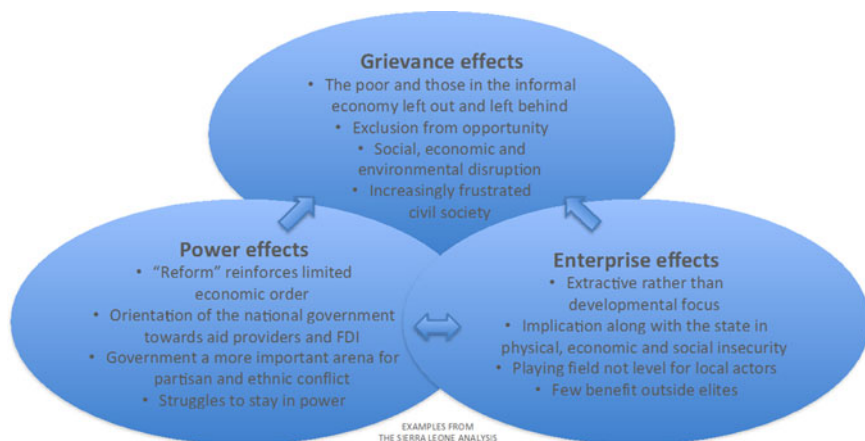 Grievance effects
• The poor and those in the informal
economy left out and left behind
• Exclusion from opportunity
• Social, economic and
environmental disruption
• Increasingly frustrated
civil society
Power effects
• “Reform” reinforces limited
economic order
• Orientation of the national government
towards aid providers and FDI
• Government a more important arena for
partisan and ethnic conflict
• Struggles to stay in power
Enterprise effects
• Extractive rather than
developmental focus
• Implication along with the state in
physical, economic and social insecurity
• Playing field not level for local actors
• Few benefit outside elites
EXAMPLES FROM
THE SIERRA LEONE ANALYSIS